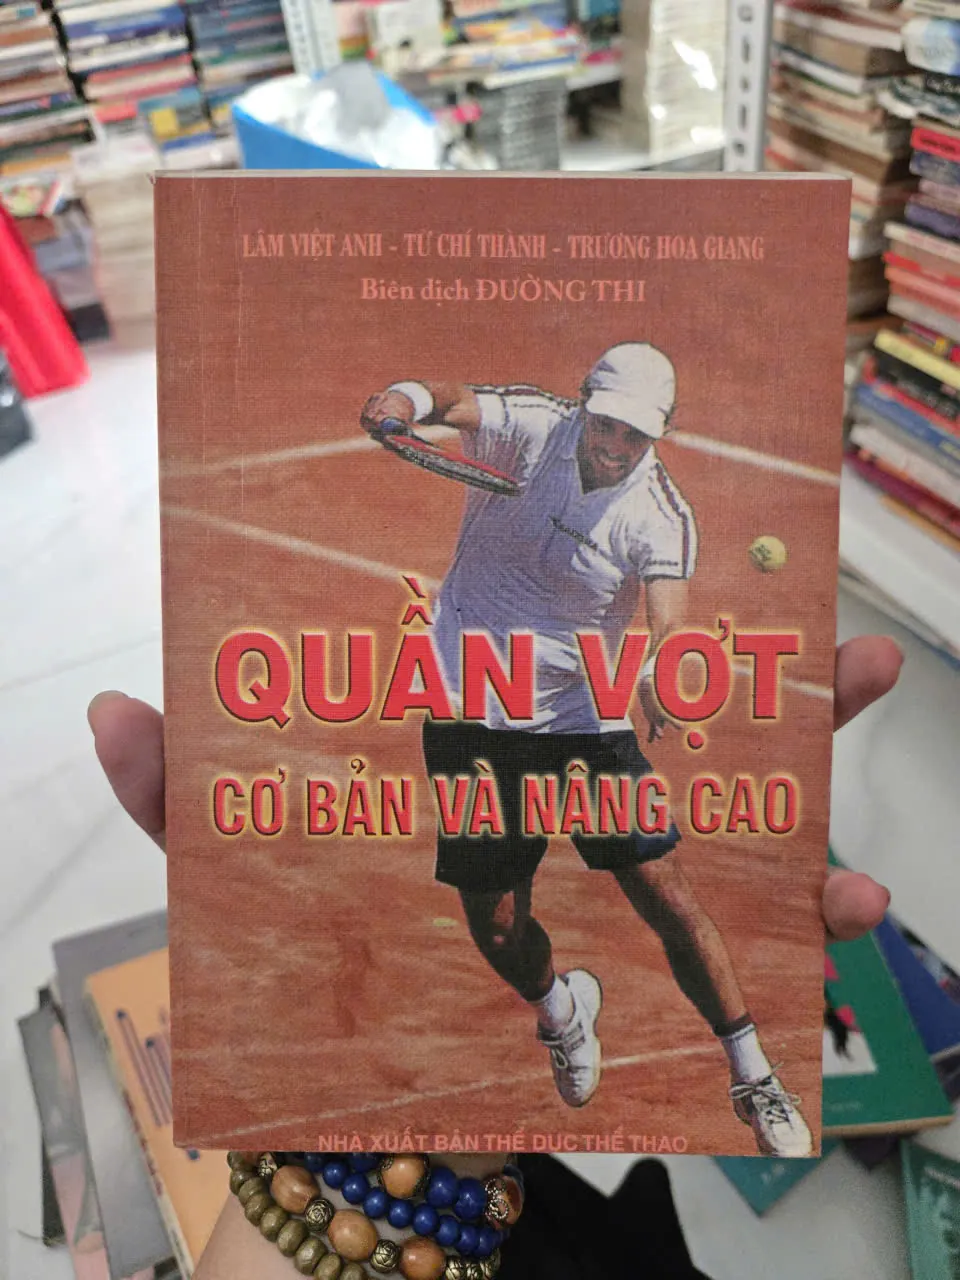 LÂM VIỆT ANH - TỪ CHÍ THÀNH - TRƯƠNG HOA GIANG
Biên dịch ĐƯỜNG THI
QUẦN VỢT
CƠ BẢN VÀ NÂNG CAO
NHÀ XUẤT BẢN THỂ DỤC THỂ THAO